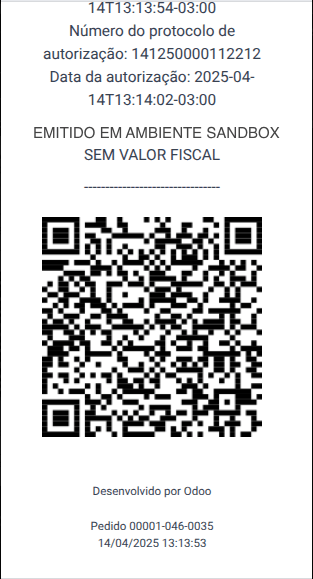 14T13:13:54-03:00
Número do protocolo de
autorização: 141250000112212
Data da autorização: 2025-04-
14T13:14:02-03:00
EMITIDO EM AMBIENTE SANDBOX
SEM VALOR FISCAL
--------------------------------
Desenvolvido por Odoo
Pedido 00001-046-0035
14/04/2025 13:13:53